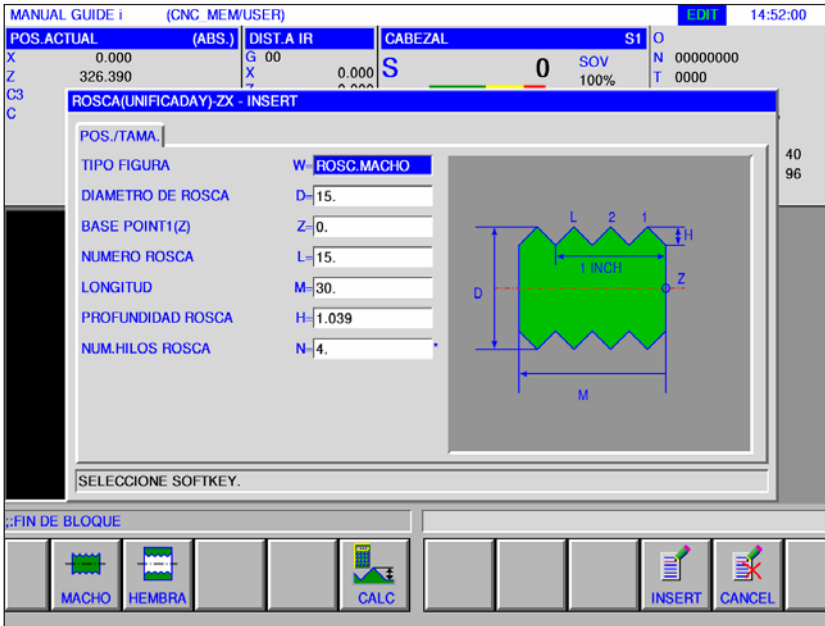 MANUAL GUIDE i (CNC_MEM/USER) EDIT 14:52:00
POS.ACTUAL (ABS.) DIST.A IR CABEZAL S1 O
X 0.000 G 00 S 0 SOV N 00000000
Z 326.390 X 0.000 100% T 0000
C3 Z 0.000
C
ROSCA(UNIFICADAY)-ZX - INSERT
POS./TAMA.
40
96
TIPO FIGURA W= ROSC.MACHO
DIAMETRO DE ROSCA D= 15.
BASE POINT1(Z) Z= 0.
NUMERO ROSCA L= 15.
LONGITUD M= 30.
PROFUNDIDAD ROSCA H= 1.039
NUM.HILOS ROSCA N= 4. *
L 2 1
H
1 INCH
Z
D
M
SELECCIONE SOFTKEY.
;;FIN DE BLOQUE
MACHO HEMBRA CALC INSERT CANCEL